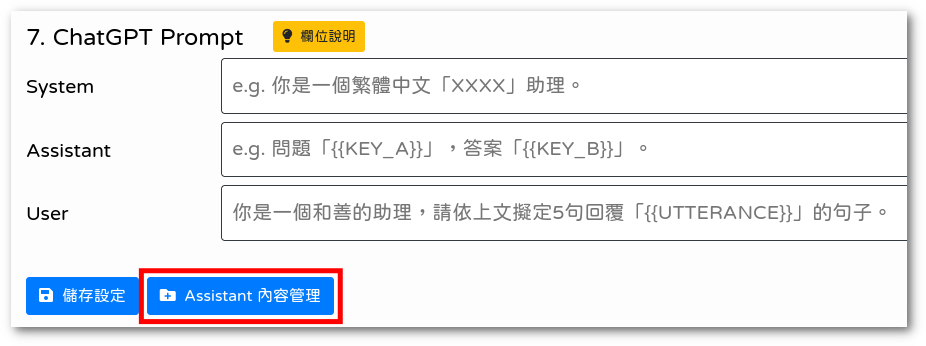 7. ChatGPT Prompt 欄位說明
System e.g. 你是一個繁體中文「XXXX」助理。
Assistant e.g. 問題「{{KEY_A}}」，答案「{{KEY_B}}」。
User 你是一個和善的助理，請依上文擬定5句回覆「{{UTTERANCE}}」的句子。
儲存設定 Assistant 內容管理